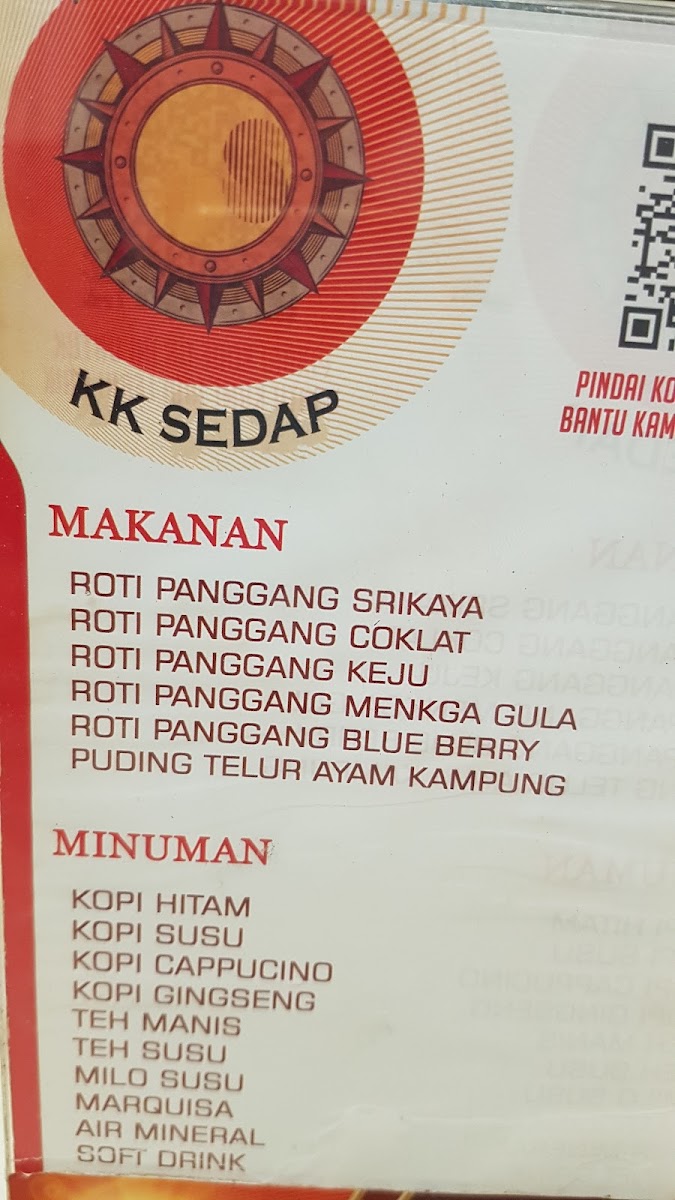 KK SEDAP
PINDAI
BANTU
MAKANAN
ROTI PANGGANG SRIKAYA
ROTI PANGGANG COKLAT
ROTI PANGGANG KEJU
ROTI PANGGANG MENKGA GULA
ROTI PANGGANG BLUE BERRY
PUDING TELUR AYAM KAMPUNG
MINUMAN
KOPI HITAM
KOPI SUSU
KOPI CAPPUCINO
KOPI GINGSENG
TEH MANIS
TEH SUSU
MILO SUSU
MARQUISA
AIR MINERAL
SOFT DRINK